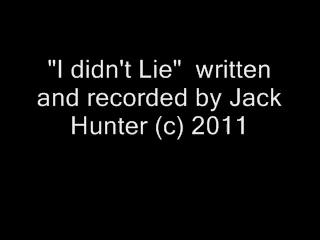 "I didn't Lie"  written
and recorded by Jack
Hunter (c) 2011